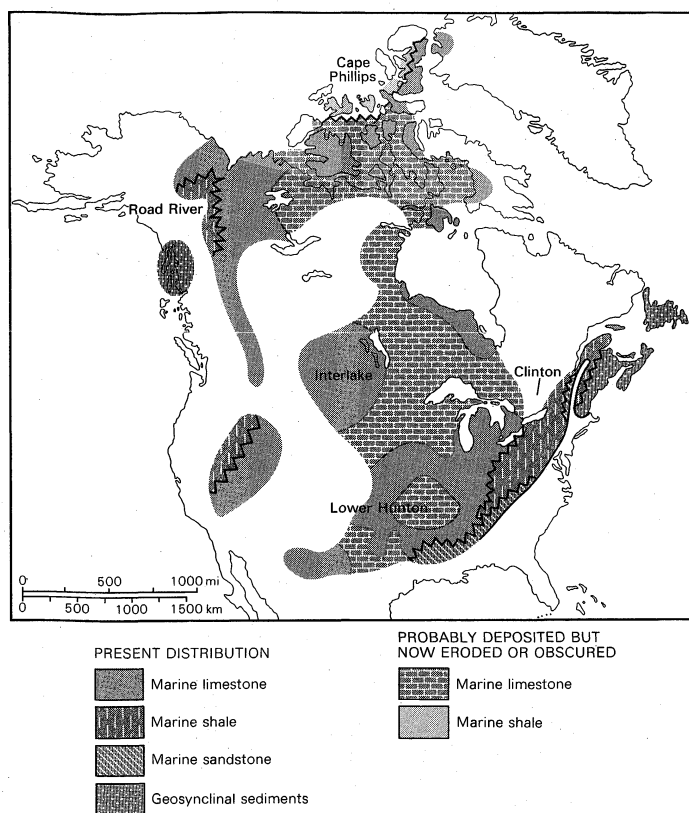 Cape
Phillips
Road River
Clinton
Interlake
Lower Hunton
0 500 1000 mi
0 500 1000 1500 km
PRESENT DISTRIBUTION
Marine limestone
Marine shale
Marine sandstone
Geosynclinal sediments
PROBABLY DEPOSITED BUT
NOW ERODED OR OBSCURED
Marine limestone
Marine shale